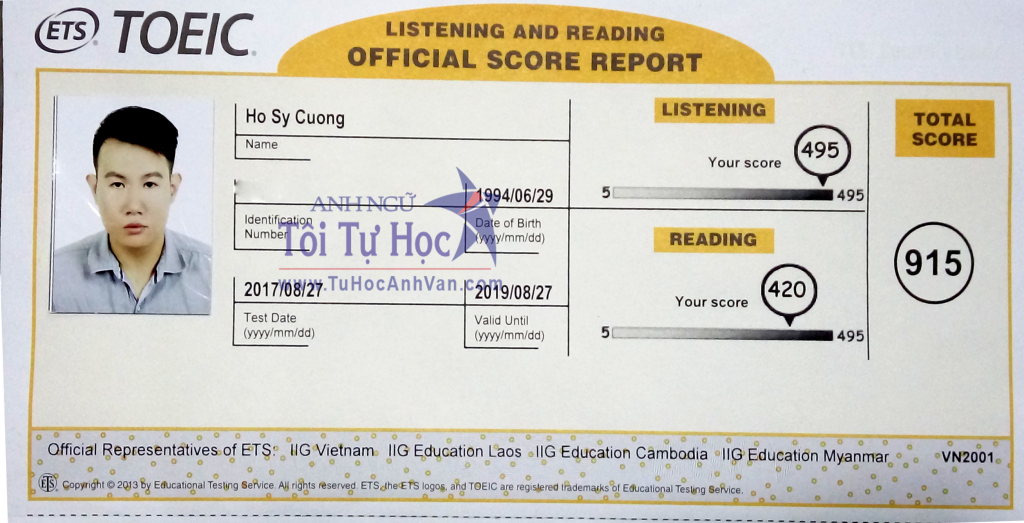 ETS TOEIC
LISTENING AND READING
OFFICIAL SCORE REPORT
Ho Sy Cuong
Name
Identification
Number
1994/06/29
Date of Birth
(yyyy/mm/dd)
2017/08/27
Test Date
(yyyy/mm/dd)
2019/08/27
Valid Until
(yyyy/mm/dd)
ANH NGỮ
Tôi Tự Học
www.TuHocAnhVan.com
LISTENING
Your score 495
5 495
READING
Your score 420
5 495
TOTAL
SCORE
915
Official Representatives of ETS: IIG Vietnam IIG Education Laos IIG Education Cambodia IIG Education Myanmar VN2001
ETS Copyright © 2013 by Educational Testing Service. All rights reserved. ETS, the ETS logos, and TOEIC are registered trademarks of Educational Testing Service.